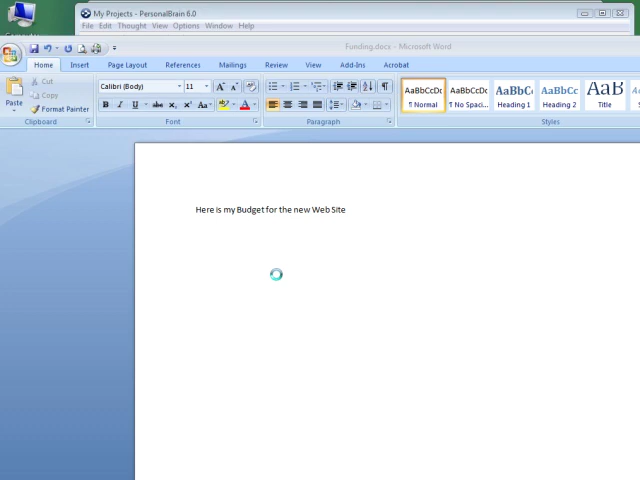 My Projects - PersonalBrain 6.0
File Edit Thought View Options Window Help
Funding.docx - Microsoft Word
Home Insert Page Layout References Mailings Review View Add-Ins Acrobat
Cut
Copy
Format Painter
Paste
Calibri (Body) 11
AaBbCcDc AaBbCcDc AaBbCc AaBbCc AaB
¶ Normal ¶ No Spaci... Heading 1 Heading 2 Title
Clipboard Font Paragraph Styles
Here is my Budget for the new Web Site